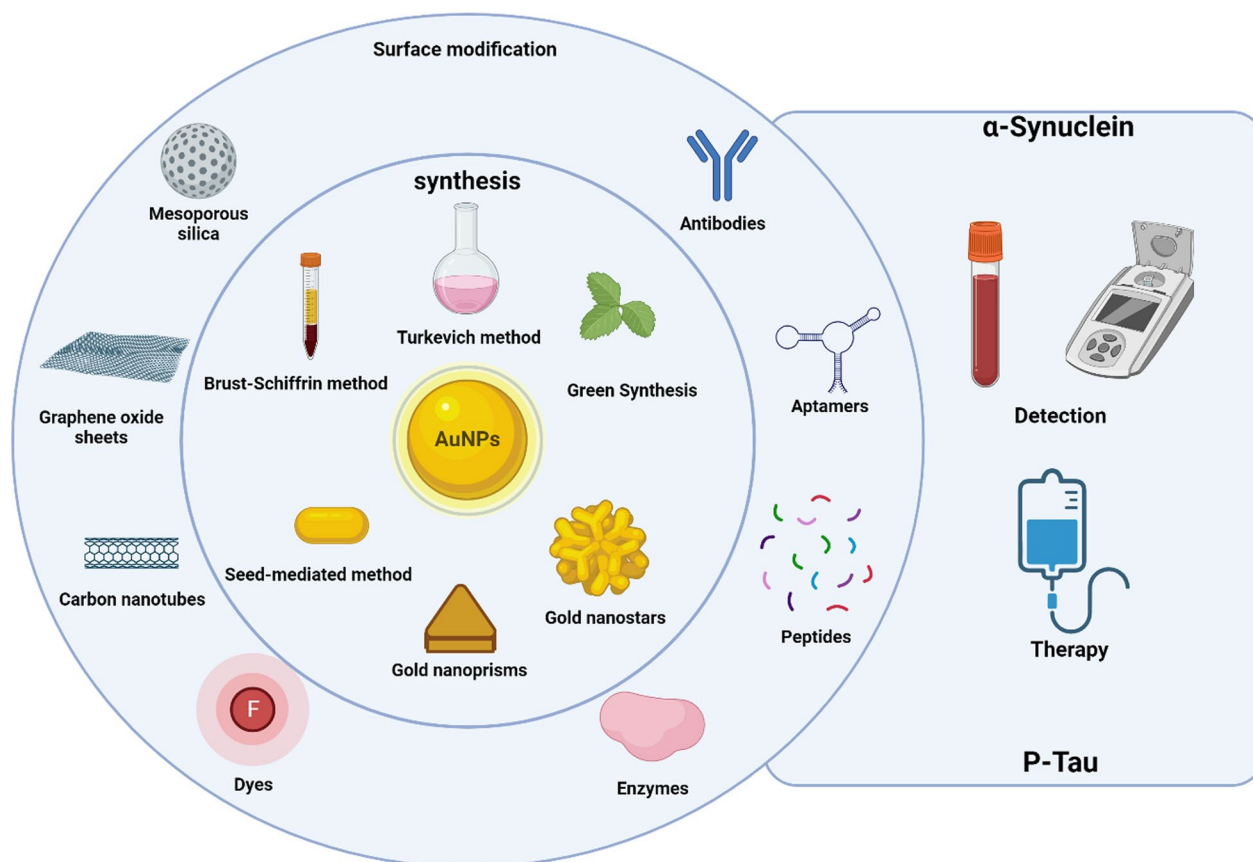 Surface modification
α-Synuclein
synthesis
Mesoporous
silica
Antibodies
Turkevich method
Brust-Schiffrin method
Green Synthesis
Aptamers
Graphene oxide
sheets
Detection
AuNPs
Seed-mediated method
Carbon nanotubes
Gold nanostars
Peptides
Therapy
Gold nanoprisms
F
Dyes
Enzymes
P-Tau